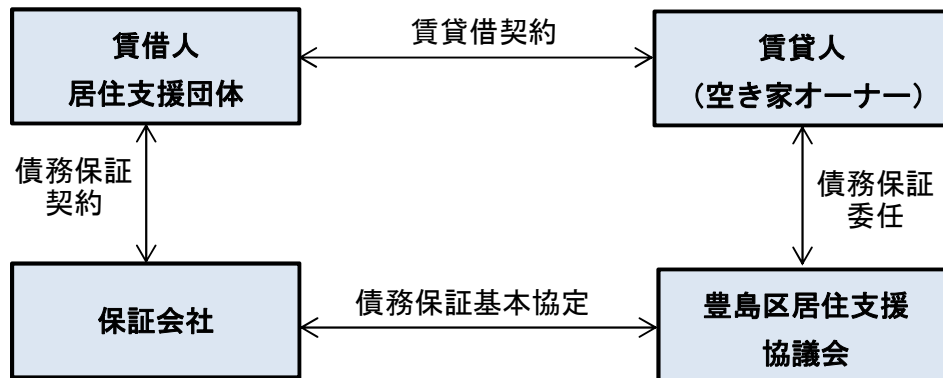 賃借人
居住支援団体
賃貸借契約
賃貸人
（空き家オーナー）
債務保証
契約
債務保証
委任
保証会社
債務保証基本協定
豊島区居住支援
協議会